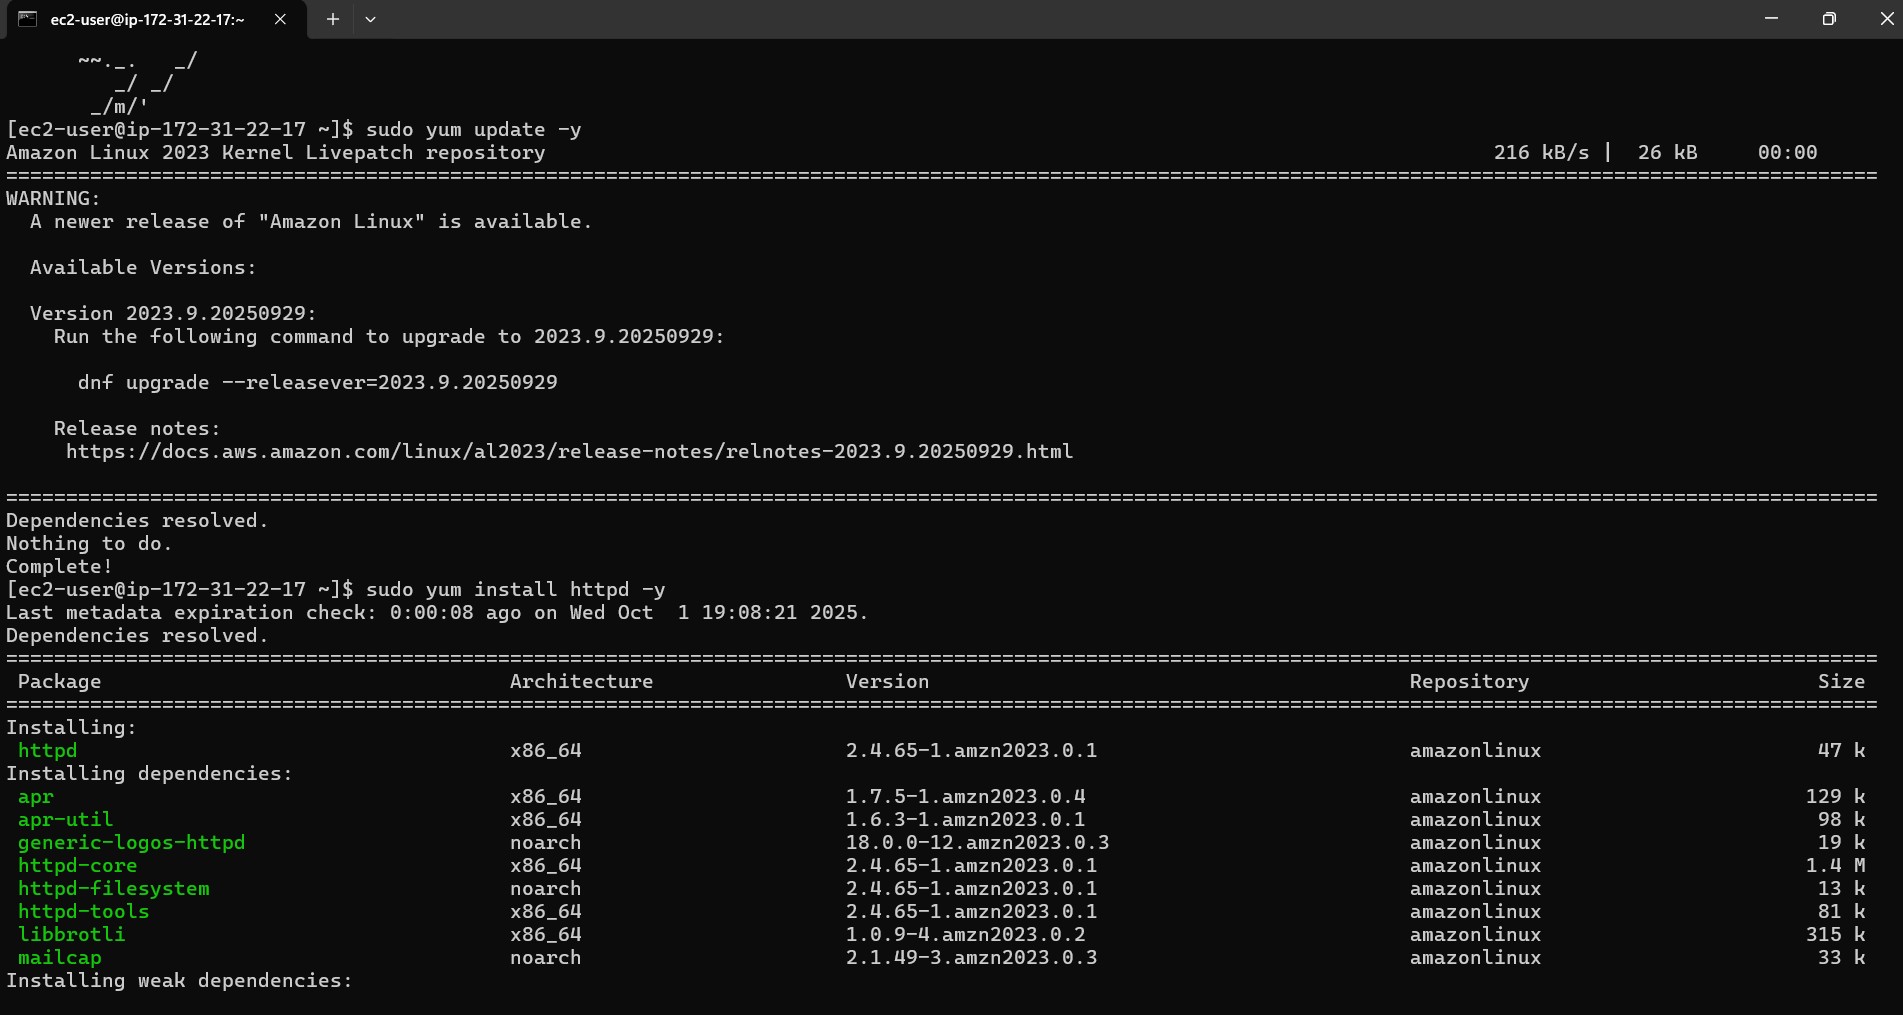 ec2-user@ip-172-31-22-17:~
~~._.   _/
_/ _/
_/m/'
[ec2-user@ip-172-31-22-17 ~]$ sudo yum update -y
Amazon Linux 2023 Kernel Livepatch repository 216 kB/s | 26 kB 00:00
============================================================================================================================================================
WARNING:
A newer release of "Amazon Linux" is available.
Available Versions:
Version 2023.9.20250929:
Run the following command to upgrade to 2023.9.20250929:
dnf upgrade --releasever=2023.9.20250929
Release notes:
https://docs.aws.amazon.com/linux/al2023/release-notes/relnotes-2023.9.20250929.html
============================================================================================================================================================
Dependencies resolved.
Nothing to do.
Complete!
[ec2-user@ip-172-31-22-17 ~]$ sudo yum install httpd -y
Last metadata expiration check: 0:00:08 ago on Wed Oct  1 19:08:21 2025.
Dependencies resolved.
============================================================================================================================================================
Package Architecture Version Repository Size
============================================================================================================================================================
Installing:
httpd x86_64 2.4.65-1.amzn2023.0.1 amazonlinux 47 k
Installing dependencies:
apr x86_64 1.7.5-1.amzn2023.0.4 amazonlinux 129 k
apr-util x86_64 1.6.3-1.amzn2023.0.1 amazonlinux 98 k
generic-logos-httpd noarch 18.0.0-12.amzn2023.0.3 amazonlinux 19 k
httpd-core x86_64 2.4.65-1.amzn2023.0.1 amazonlinux 1.4 M
httpd-filesystem noarch 2.4.65-1.amzn2023.0.1 amazonlinux 13 k
httpd-tools x86_64 2.4.65-1.amzn2023.0.1 amazonlinux 81 k
libbrotli x86_64 1.0.9-4.amzn2023.0.2 amazonlinux 315 k
mailcap noarch 2.1.49-3.amzn2023.0.3 amazonlinux 33 k
Installing weak dependencies: